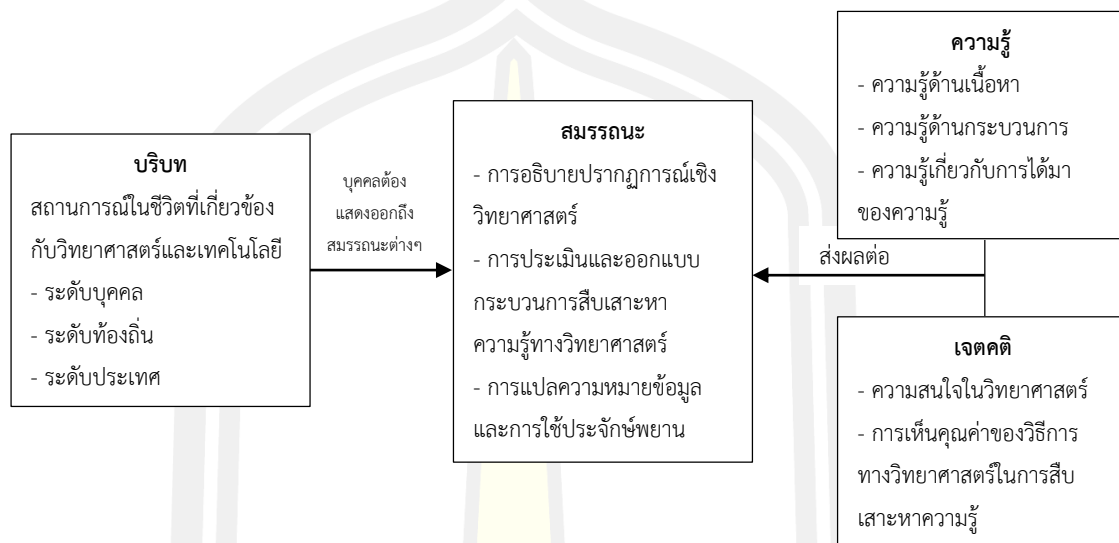 บริบท
สถานการณ์ในชีวิตที่เกี่ยวข้อง
กับวิทยาศาสตร์และเทคโนโลยี
- ระดับบุคคล
- ระดับท้องถิ่น
- ระดับประเทศ
บุคคลต้อง
แสดงออกถึง
สมรรถนะต่างๆ
สมรรถนะ
- การอธิบายปรากฏการณ์เชิง
วิทยาศาสตร์
- การประเมินและออกแบบ
กระบวนการสืบเสาะหา
ความรู้ทางวิทยาศาสตร์
- การแปลความหมายข้อมูล
และการใช้ประจักษ์พยาน
ความรู้
- ความรู้ด้านเนื้อหา
- ความรู้ด้านกระบวนการ
- ความรู้เกี่ยวกับการได้มา
ของความรู้
ส่งผลต่อ
เจตคติ
- ความสนใจในวิทยาศาสตร์
- การเห็นคุณค่าของวิธีการ
ทางวิทยาศาสตร์ในการสืบ
เสาะหาความรู้